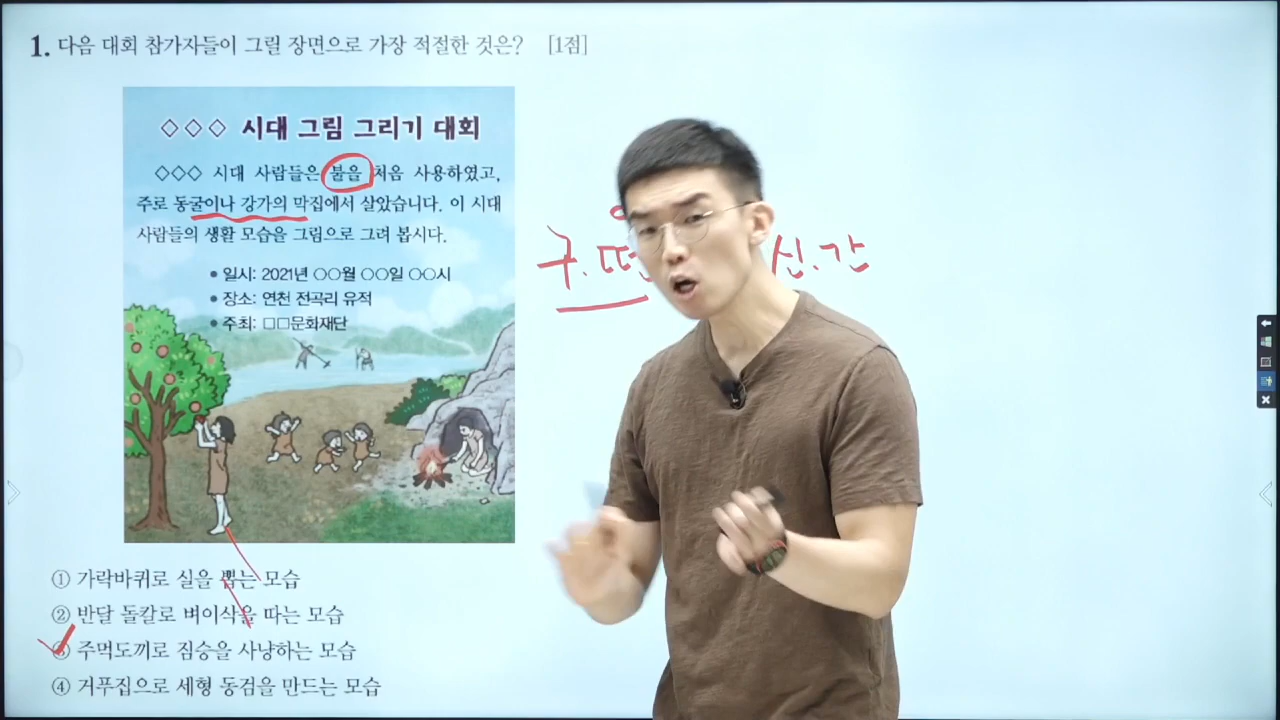 1. 다음 대회 참가자들이 그릴 장면으로 가장 적절한 것은? [1점]
◇◇◇ 시대 그림 그리기 대회
◇◇◇ 시대 사람들은 불을 처음 사용하였고,
주로 동굴이나 강가의 막집에서 살았습니다. 이 시대
사람들의 생활 모습을 그림으로 그려 봅시다.
• 일시: 2021년 ○○월 ○○일 ○○시
• 장소: 연천 전곡리 유적
• 주최: □□문화재단
구.떤
신.간
① 가락바퀴로 실을 뽑는 모습
② 반달 돌칼로 벼이삭을 따는 모습
③ 주먹도끼로 짐승을 사냥하는 모습
④ 거푸집으로 세형 동검을 만드는 모습